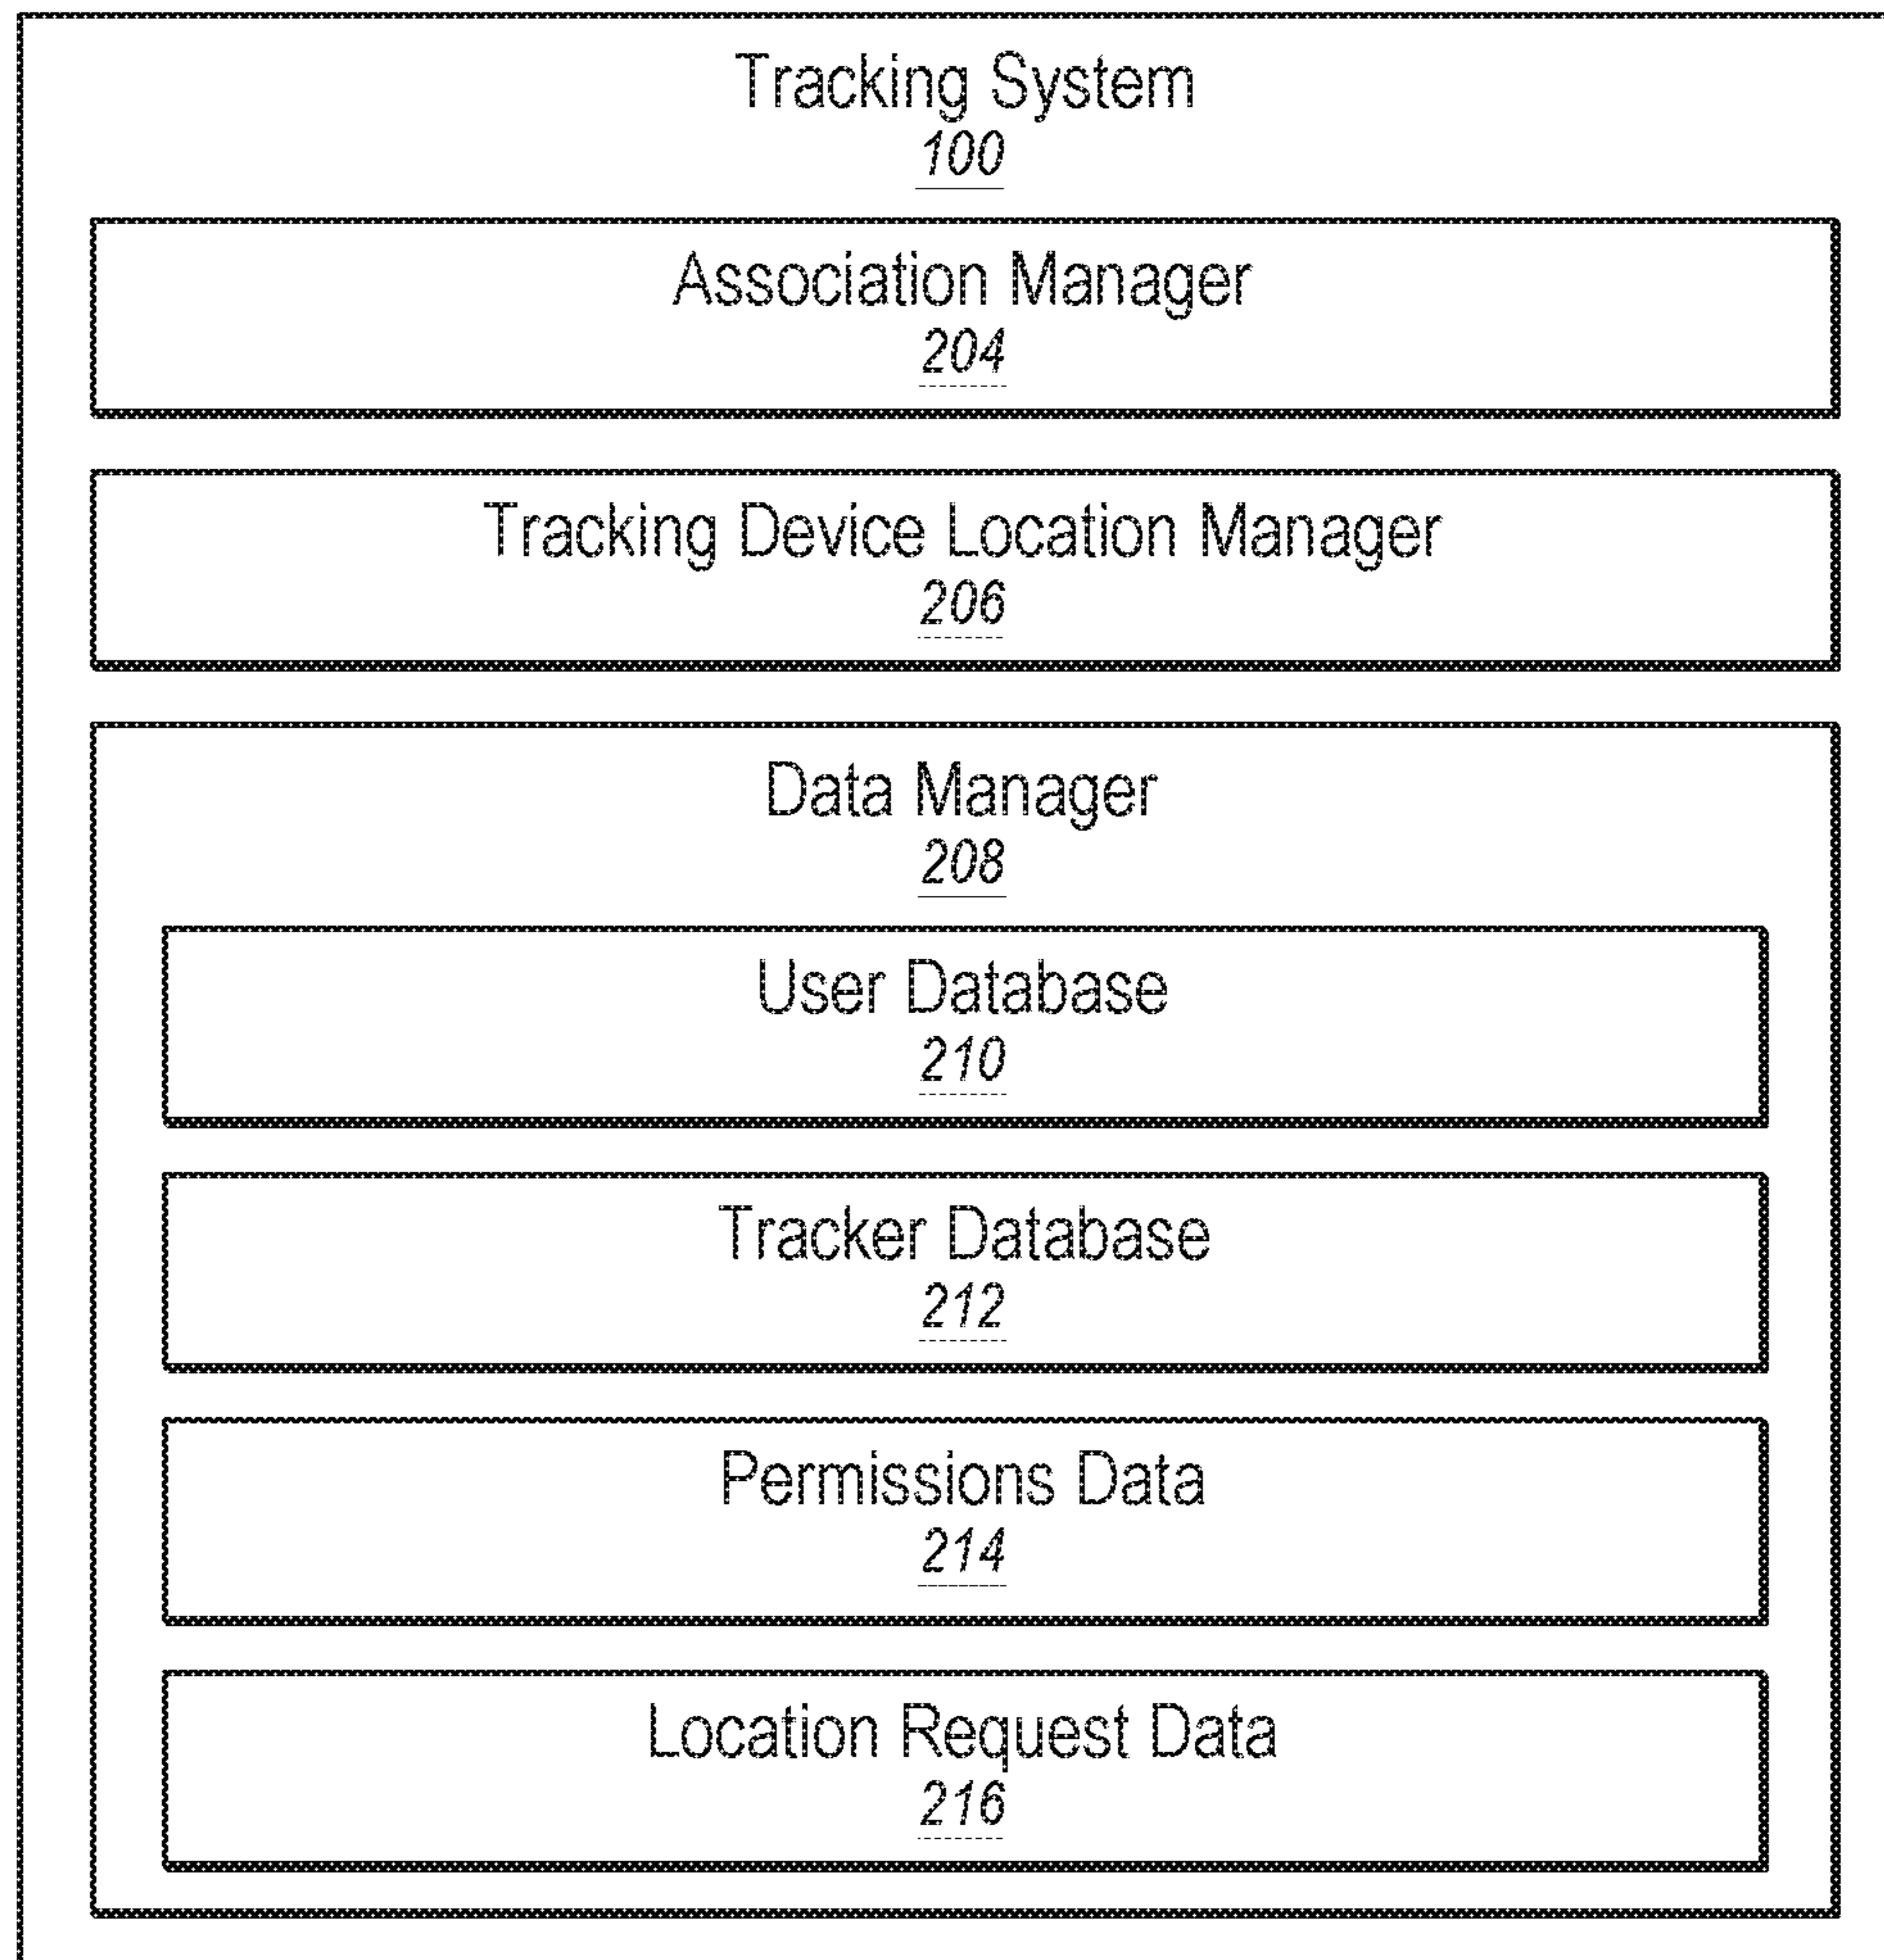 Tracking System
100
Association Manager
204
Tracking Device Location Manager
206
Data Manager
208
User Database
210
Tracker Database
212
Permissions Data
214
Location Request Data
216